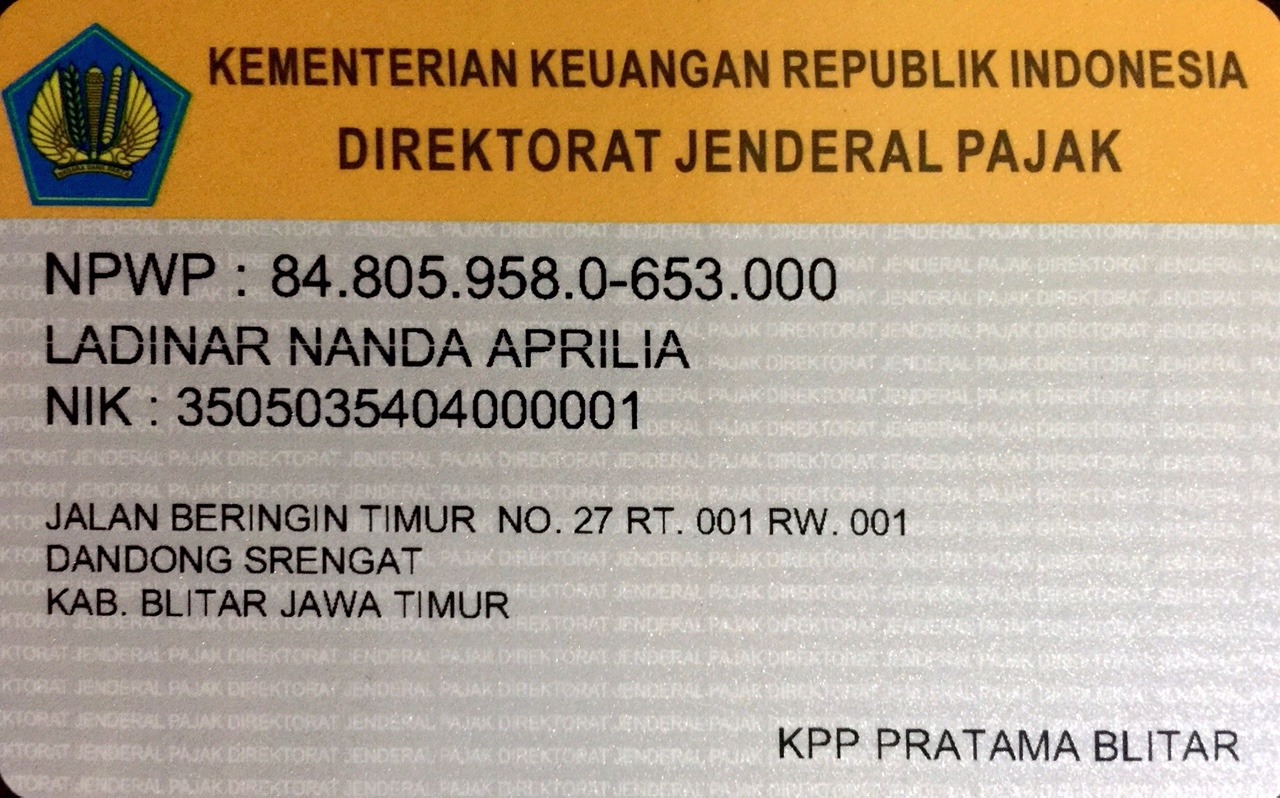 KEMENTERIAN KEUANGAN REPUBLIK INDONESIA
DIREKTORAT JENDERAL PAJAK
NPWP : 84.805.958.0-653.000
LADINAR NANDA APRILIA
NIK : 3505035404000001
JALAN BERINGIN TIMUR NO. 27 RT. 001 RW. 001
DANDONG SRENGAT
KAB. BLITAR JAWA TIMUR
KPP PRATAMA BLITAR